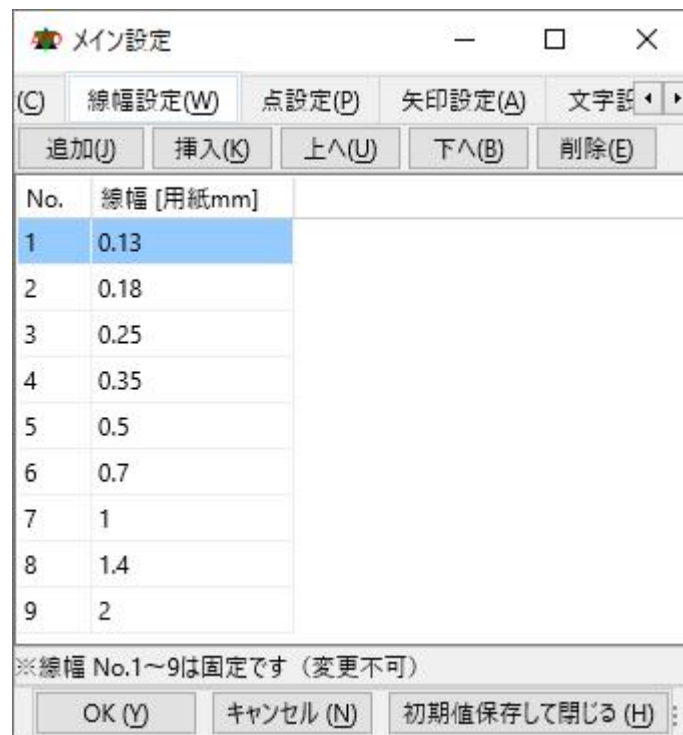 メイン設定
(C) 線幅設定(W) 点設定(P) 矢印設定(A) 文字設
追加(J) 挿入(K) 上へ(U) 下へ(B) 削除(E)
No. 線幅 [用紙mm]
1 0.13
2 0.18
3 0.25
4 0.35
5 0.5
6 0.7
7 1
8 1.4
9 2
※線幅 No.1～9は固定です（変更不可）
OK (Y) キャンセル (N) 初期値保存して閉じる (H)